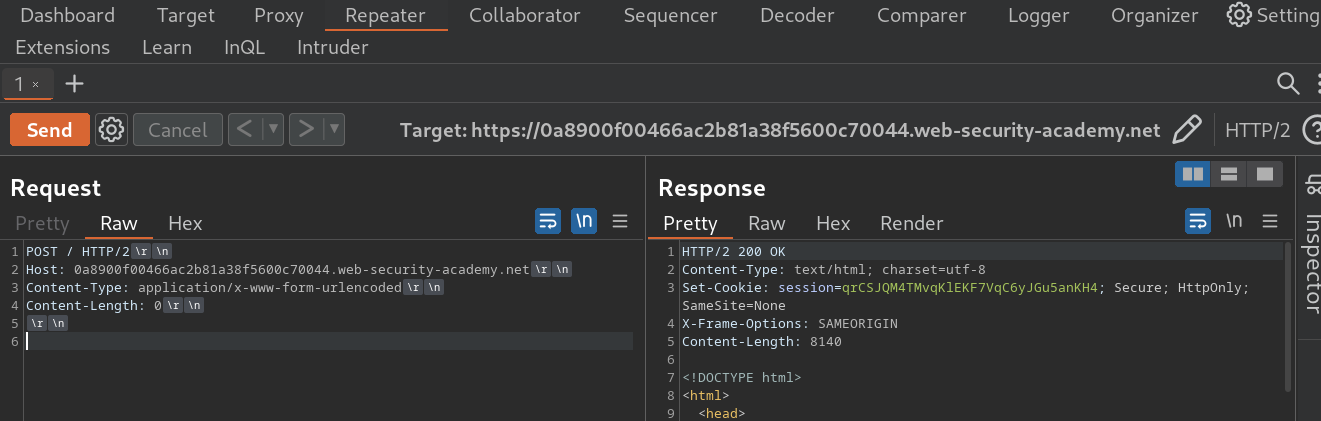 Dashboard Target Proxy Repeater Collaborator Sequencer Decoder Comparer Logger Organizer Setting
Extensions Learn InQL Intruder
1 × +
Send Cancel < > Target: https://0a8900f00466ac2b81a38f5600c70044.web-security-academy.net HTTP/2 ?
Request
Pretty Raw Hex \n
1 POST / HTTP/2 \r \n
2 Host: 0a8900f00466ac2b81a38f5600c70044.web-security-academy.net \r \n
3 Content-Type: application/x-www-form-urlencoded \r \n
4 Content-Length: 0 \r \n
5 \r \n
6
Response
Pretty Raw Hex Render \n
1 HTTP/2 200 OK
2 Content-Type: text/html; charset=utf-8
3 Set-Cookie: session=qrCSJQM4TMvqKlEKF7VqC6yJGu5anKH4; Secure; HttpOnly;
SameSite=None
4 X-Frame-Options: SAMEORIGIN
5 Content-Length: 8140
6
7 <!DOCTYPE html>
8 <html>
9 <head>
Inspector